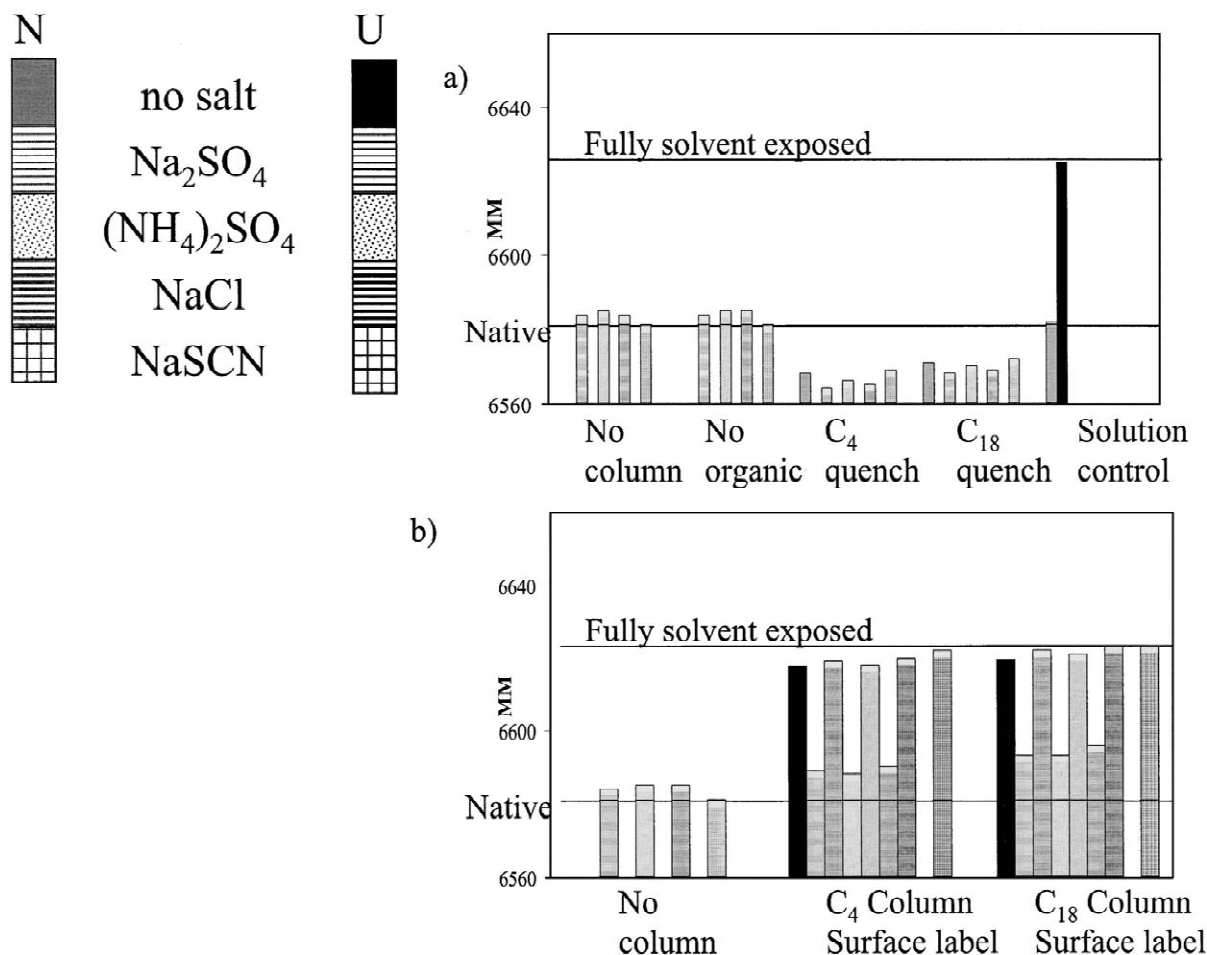 N U
no salt
Na₂SO₄
(NH₄)₂SO₄
NaCl
NaSCN
a)
6640
Fully solvent exposed
MM
6600
Native
6560
No No C₄ C₁₈ Solution
column organic quench quench control
b)
6640
Fully solvent exposed
MM
6600
Native
6560
No C₄ Column C₁₈ Column
column Surface label Surface label